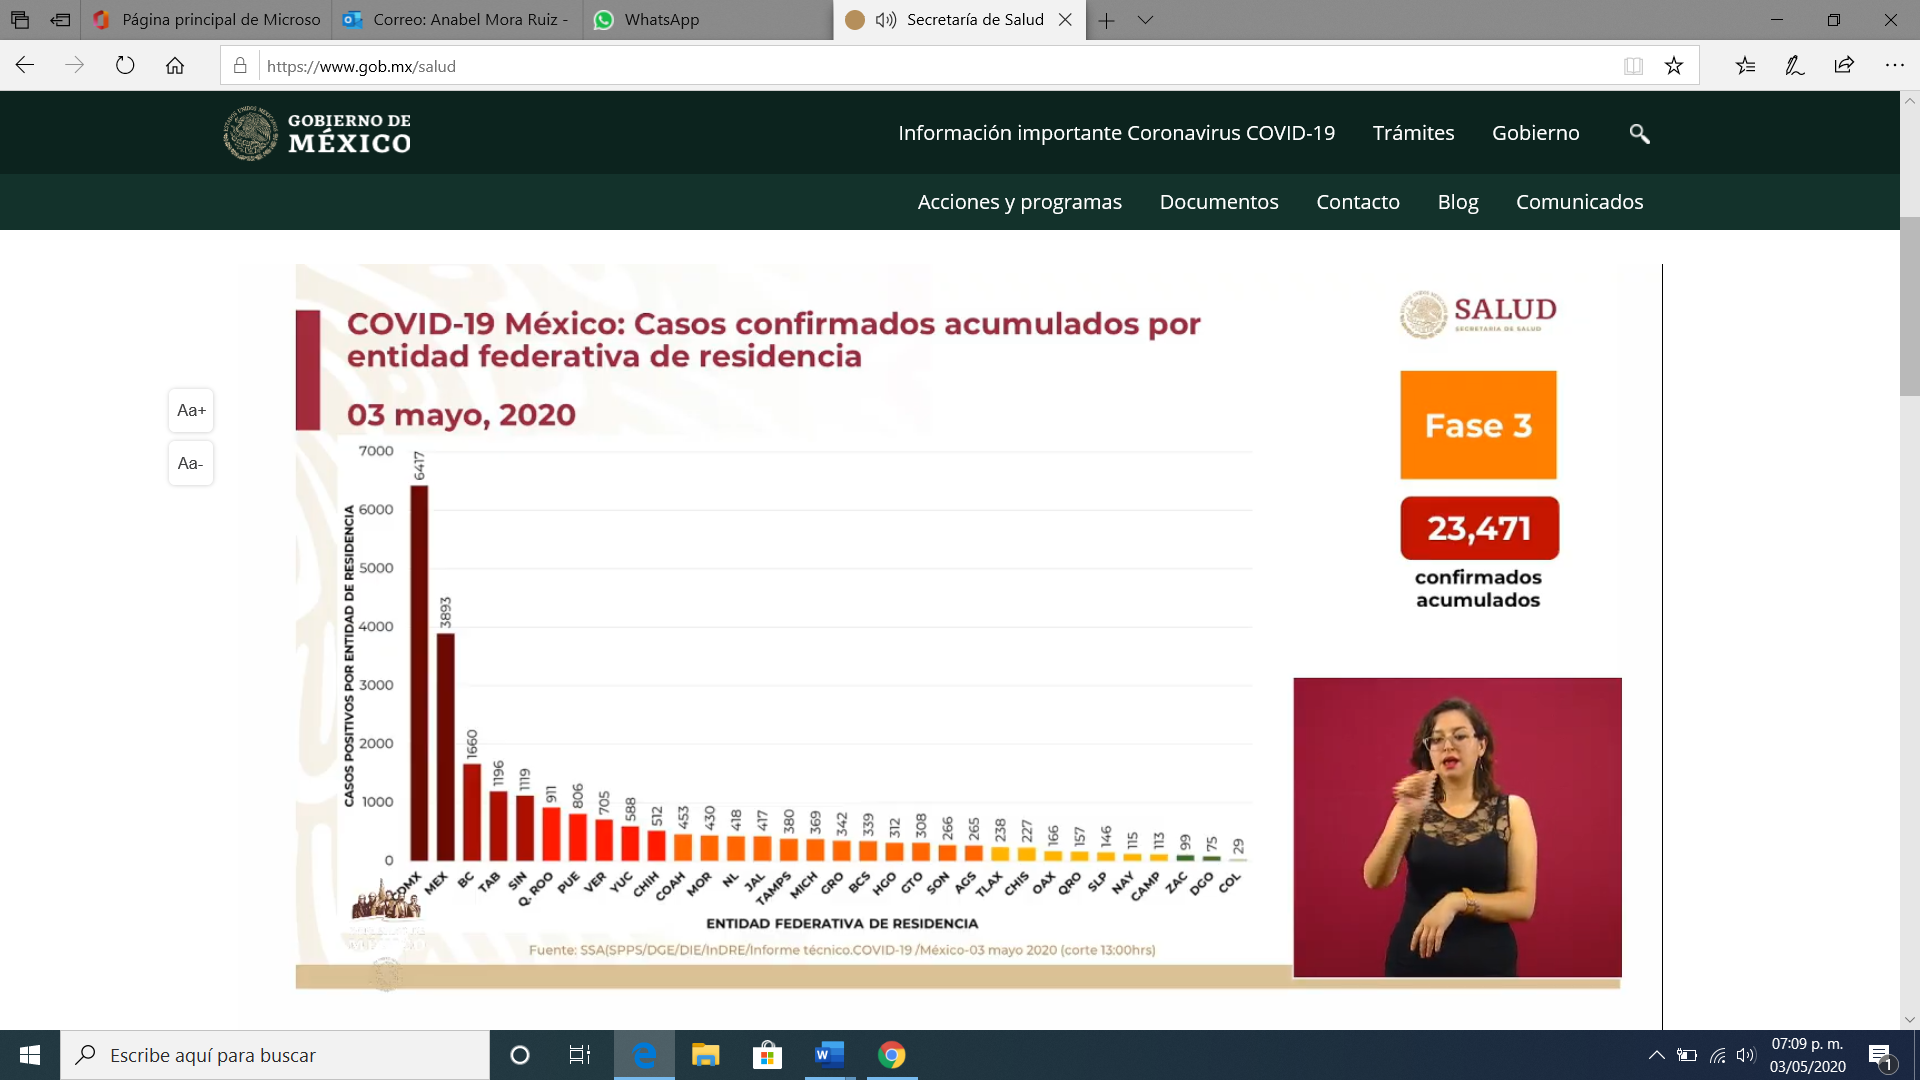 Página principal de Microso
Correo: Anabel Mora Ruiz -
WhatsApp
Secretaría de Salud
https://www.gob.mx/salud
GOBIERNO DE
MÉXICO
Información importante Coronavirus COVID-19
Trámites
Gobierno
Acciones y programas
Documentos
Contacto
Blog
Comunicados
Aa+
Aa-
COVID-19 México: Casos confirmados acumulados por
entidad federativa de residencia
03 mayo, 2020
SALUD
SECRETARÍA DE SALUD
Fase 3
23,471
confirmados
acumulados
CASOS POSITIVOS POR ENTIDAD DE RESIDENCIA
7000
6000
5000
4000
3000
2000
1000
0
6417
3893
1660
1196
1119
911
806
705
588
512
453
430
418
417
380
369
342
339
312
308
266
265
238
227
166
157
146
115
113
99
75
29
CDMX
MEX
BC
TAB
SIN
Q. ROO
PUE
VER
YUC
CHIH
COAH
MOR
NL
JAL
TAMPS
MICH
GRO
BCS
HGO
GTO
SON
AGS
TLAX
CHIS
OAX
QRO
SLP
NAY
CAMP
ZAC
DGO
COL
ENTIDAD FEDERATIVA DE RESIDENCIA
Fuente: SSA(SPPS/DGE/DIE/InDRE/Informe técnico.COVID-19 /México-03 mayo 2020 (corte 13:00hrs)
Escribe aquí para buscar
07:09 p. m.
03/05/2020
1